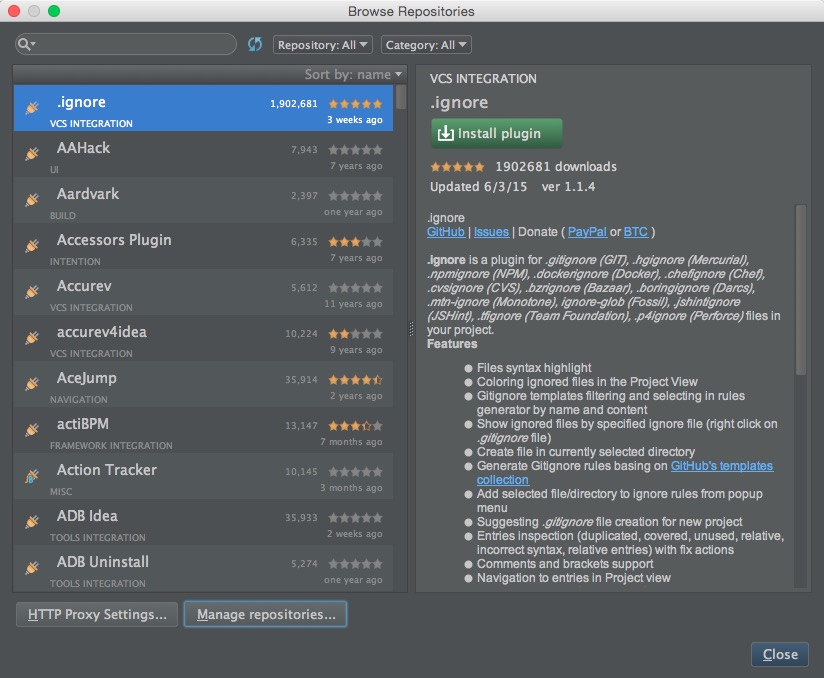 Browse Repositories
Repository: All
Category: All
Sort by: name
.ignore
1,902,681
VCS INTEGRATION
3 weeks ago
AAHack
7,943
UI
7 years ago
Aardvark
2,397
BUILD
one year ago
Accessors Plugin
6,335
INTENTION
7 years ago
Accurev
5,612
VCS INTEGRATION
11 years ago
accurev4idea
10,224
VCS INTEGRATION
9 years ago
AceJump
35,914
NAVIGATION
2 years ago
actiBPM
13,147
FRAMEWORK INTEGRATION
7 months ago
Action Tracker
10,145
MISC
3 months ago
ADB Idea
35,933
TOOLS INTEGRATION
2 weeks ago
ADB Uninstall
5,274
TOOLS INTEGRATION
one year ago
VCS INTEGRATION
.ignore
Install plugin
1902681 downloads
Updated 6/3/15 ver 1.1.4
.ignore
GitHub | Issues | Donate ( PayPal or BTC )
.ignore is a plugin for .gitignore (GIT), .hgignore (Mercurial),
.npmignore (NPM), .dockerignore (Docker), .chefignore (Chef),
.cvsignore (CVS), .bzrignore (Bazaar), .boringignore (Darcs),
.mtn-ignore (Monotone), ignore-glob (Fossil), .jshintignore
(JSHint), .tfignore (Team Foundation), .p4ignore (Perforce) files in
your project.
Features
● Files syntax highlight
● Coloring ignored files in the Project View
● Gitignore templates filtering and selecting in rules
generator by name and content
● Show ignored files by specified ignore file (right click on
.gitignore file)
● Create file in currently selected directory
● Generate Gitignore rules basing on GitHub's templates
collection
● Add selected file/directory to ignore rules from popup
menu
● Suggesting .gitignore file creation for new project
● Entries inspection (duplicated, covered, unused, relative,
incorrect syntax, relative entries) with fix actions
● Comments and brackets support
● Navigation to entries in Project view
HTTP Proxy Settings...
Manage repositories...
Close